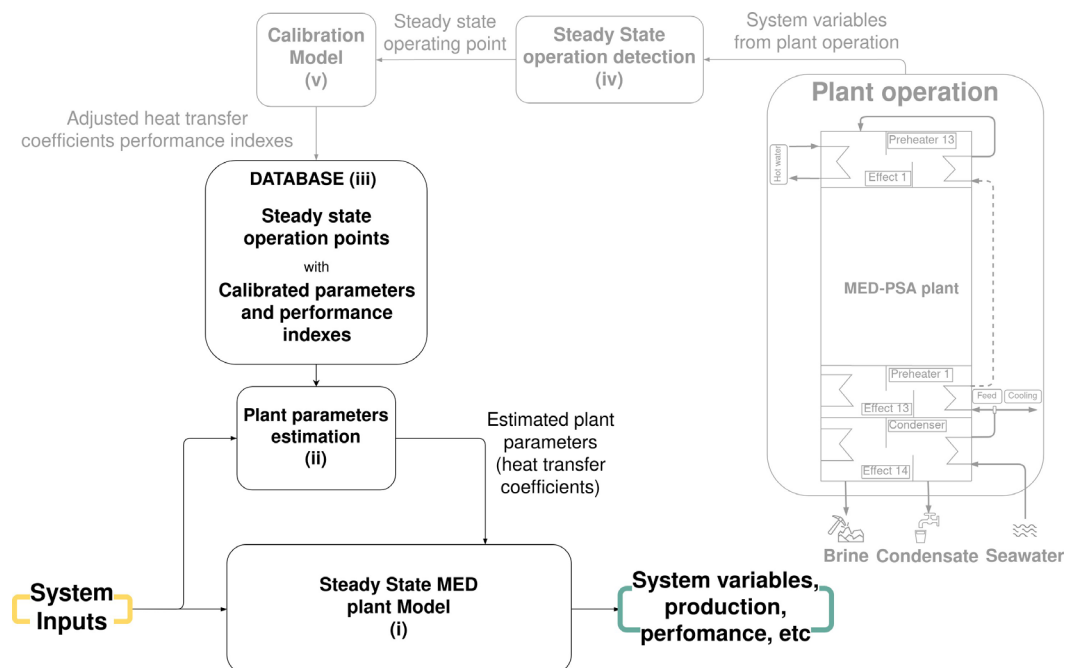 Calibration
Model
(v)
Steady state
operating point
Steady State
operation detection
(iv)
System variables
from plant operation
Adjusted heat transfer
coefficients performance indexes
Plant operation
Hot water
Preheater 13
Effect 1
MED-PSA plant
Preheater 1
Effect 13
Feed
Cooling
Condenser
Effect 14
Brine
Condensate
Seawater
DATABASE (iii)
Steady state
operation points
with
Calibrated parameters
and performance
indexes
Plant parameters
estimation
(ii)
Estimated plant
parameters
(heat transfer
coefficients)
System
Inputs
Steady State MED
plant Model
(i)
System variables,
production,
perfomance, etc